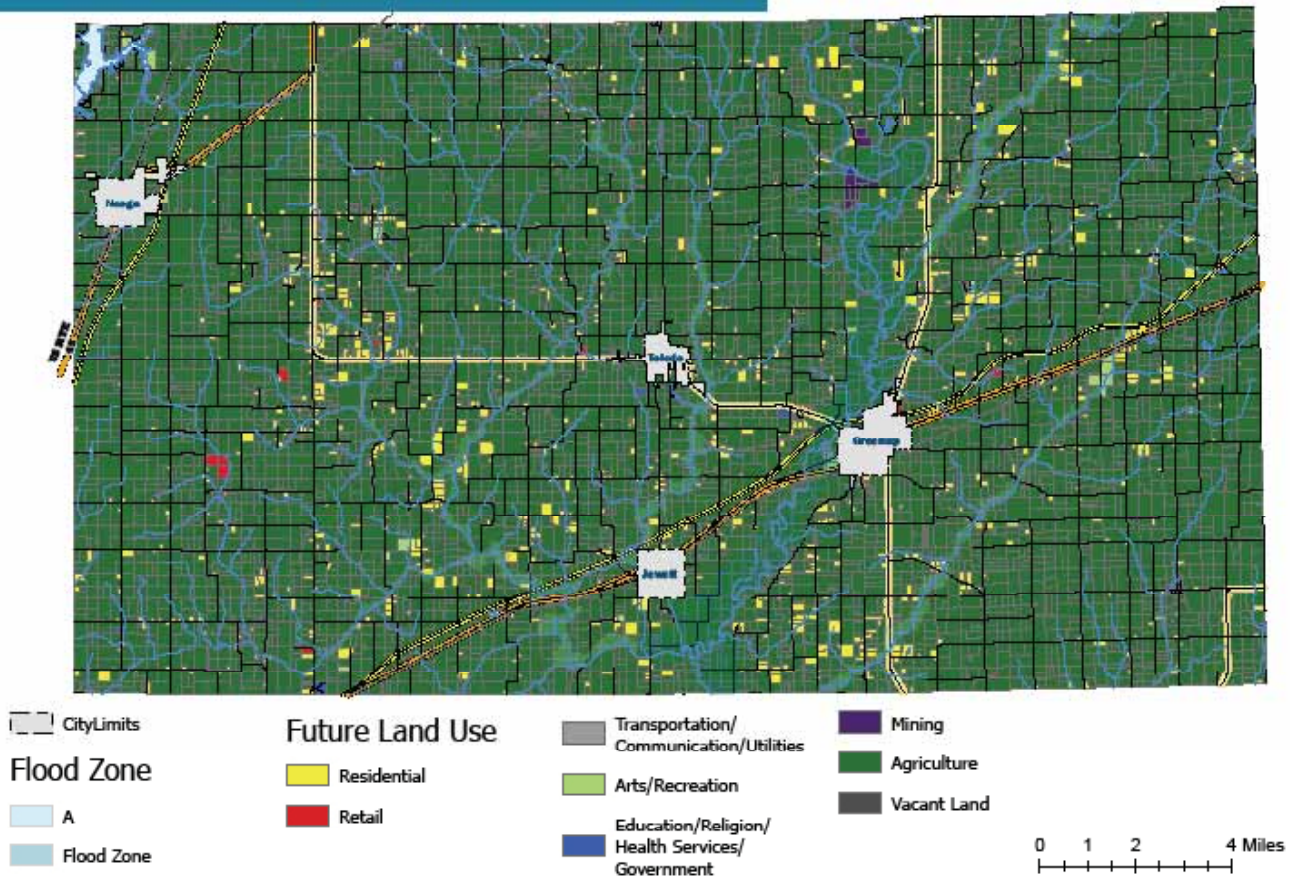 Neoga
Toledo
Greenup
Jewett
CityLimits
Flood Zone
A
Flood Zone
Future Land Use
Residential
Retail
Transportation/
Communication/Utilities
Arts/Recreation
Education/Religion/
Health Services/
Government
Mining
Agriculture
Vacant Land
0 1 2 4 Miles